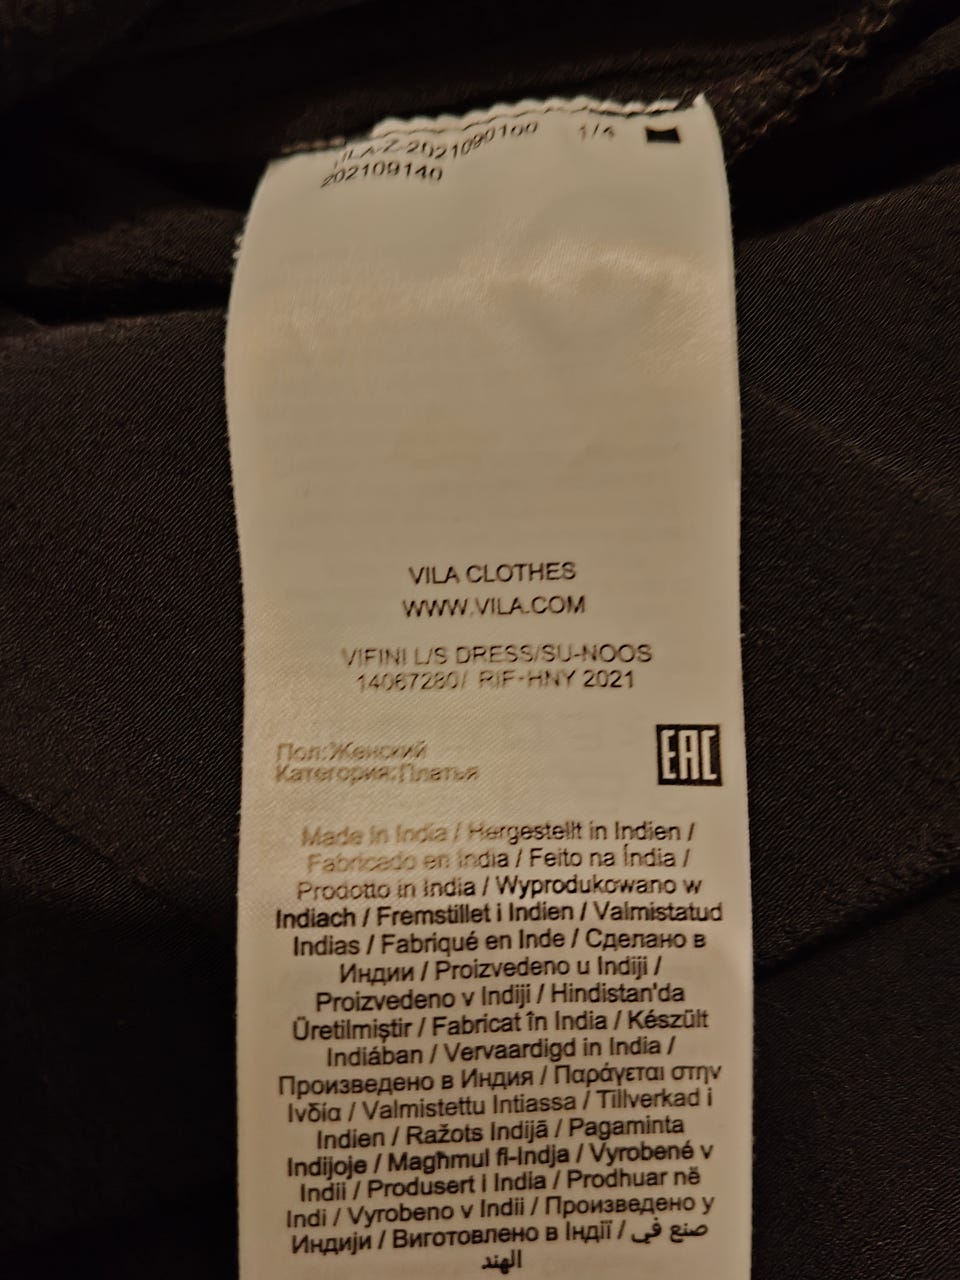 VILA-Z-2021090100 1/4
202109140
VILA CLOTHES
WWW.VILA.COM
VIFINI L/S DRESS/SU-NOOS
14067280/ RIF-HNY 2021
Пол:Женский
Категория:Платья
EAC
Made in India / Hergestellt in Indien /
Fabricado en India / Feito na Índia /
Prodotto in India / Wyprodukowano w
Indiach / Fremstillet i Indien / Valmistatud
Indias / Fabriqué en Inde / Сделано в
Индии / Proizvedeno u Indiji /
Proizvedeno v Indiji / Hindistan'da
Üretilmiştir / Fabricat în India / Készült
Indiában / Vervaardigd in India /
Произведено в Индия / Παράγεται στην
Ινδία / Valmistettu Intiassa / Tillverkad i
Indien / Ražots Indijā / Pagaminta
Indijoje / Magħmul fl-Indja / Vyrobené v
Indii / Produsert i India / Prodhuar në
Indi / Vyrobeno v Indii / Произведено у
Индији / Виготовлено в Індії / صنع في
الهند